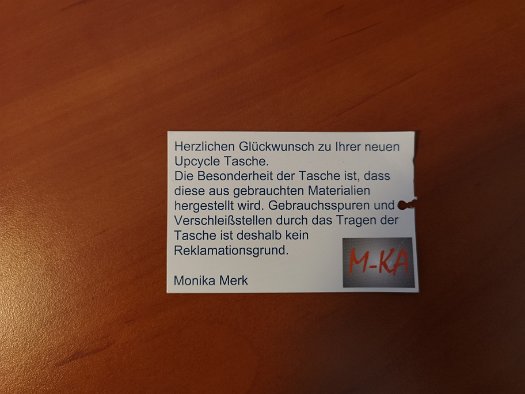 Herzlichen Glückwunsch zu Ihrer neuen
Upcycle Tasche.
Die Besonderheit der Tasche ist, dass
diese aus gebrauchten Materialien
hergestellt wird. Gebrauchsspuren und
Verschleißstellen durch das Tragen der
Tasche ist deshalb kein
Reklamationsgrund.
Monika Merk
M-KA